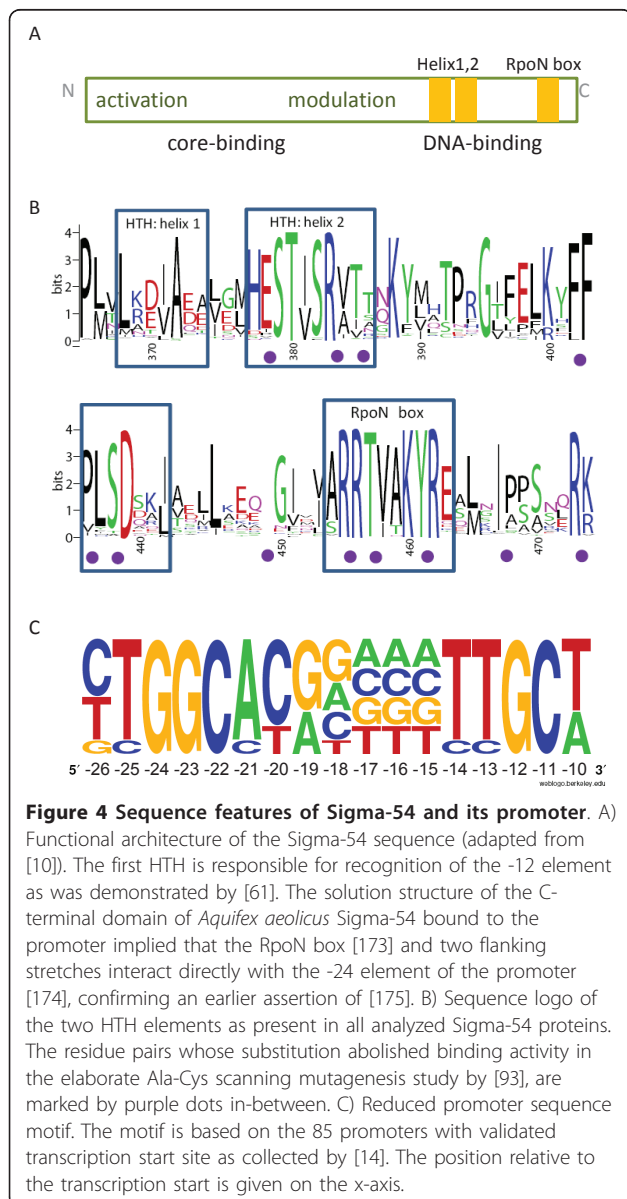 A
Helix1,2 RpoN box
N C
activation modulation
core-binding DNA-binding
B
HTH: helix 1 HTH: helix 2
bits
4
3
2
1
0
370 380 390 400
RpoN box
bits
4
3
2
1
0
440 450 460 470
C
5′ -26 -25 -24 -23 -22 -21 -20 -19 -18 -17 -16 -15 -14 -13 -12 -11 -10 3′
weblogo.berkeley.edu
Figure 4 Sequence features of Sigma-54 and its promoter. A)
Functional architecture of the Sigma-54 sequence (adapted from
[10]). The first HTH is responsible for recognition of the -12 element
as was demonstrated by [61]. The solution structure of the C-
terminal domain of Aquifex aeolicus Sigma-54 bound to the
promoter implied that the RpoN box [173] and two flanking
stretches interact directly with the -24 element of the promoter
[174], confirming an earlier assertion of [175]. B) Sequence logo of
the two HTH elements as present in all analyzed Sigma-54 proteins.
The residue pairs whose substitution abolished binding activity in
the elaborate Ala-Cys scanning mutagenesis study by [93], are
marked by purple dots in-between. C) Reduced promoter sequence
motif. The motif is based on the 85 promoters with validated
transcription start site as collected by [14]. The position relative to
the transcription start is given on the x-axis.